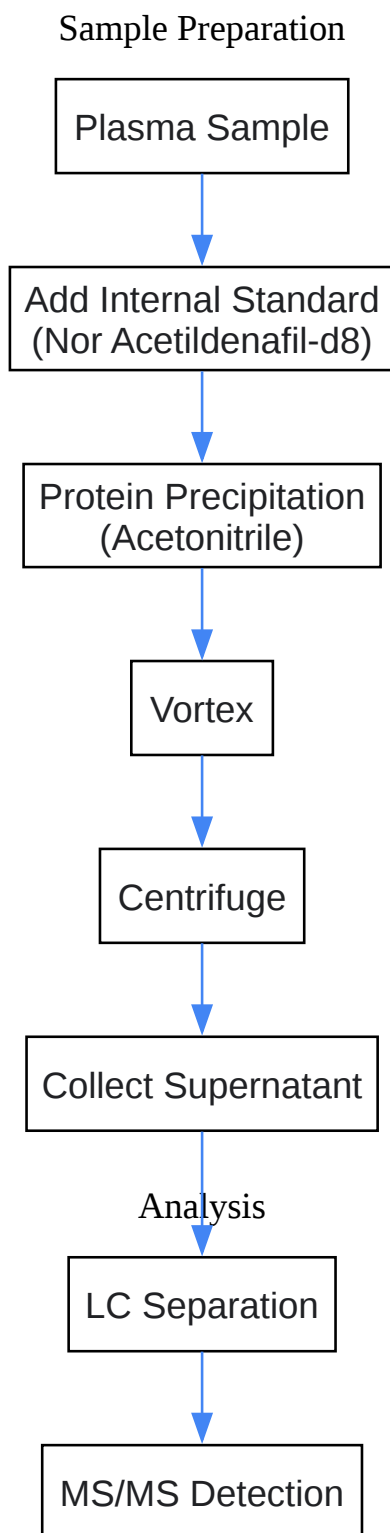 Sample Preparation
Plasma Sample
Add Internal Standard
(Nor Acetildenafil-d8)
Protein Precipitation
(Acetonitrile)
Vortex
Centrifuge
Collect Supernatant
Analysis
LC Separation
MS/MS Detection